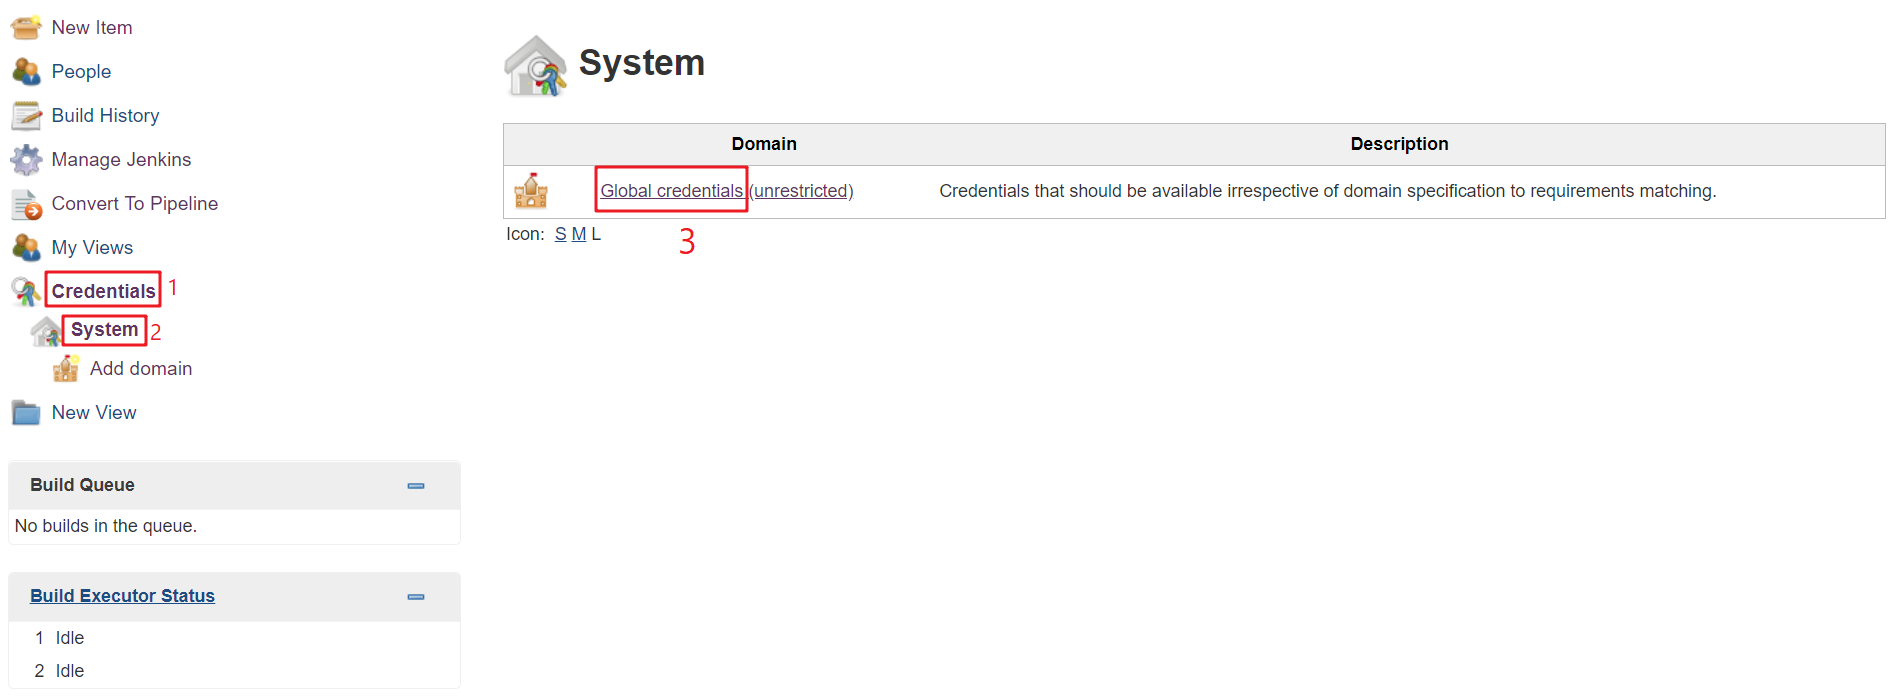 New Item
People
Build History
Manage Jenkins
Convert To Pipeline
My Views
Credentials 1
System 2
Add domain
New View
Build Queue
No builds in the queue.
Build Executor Status
1 Idle
2 Idle
System
Domain Description
Global credentials (unrestricted) Credentials that should be available irrespective of domain specification to requirements matching.
Icon: S M L
3